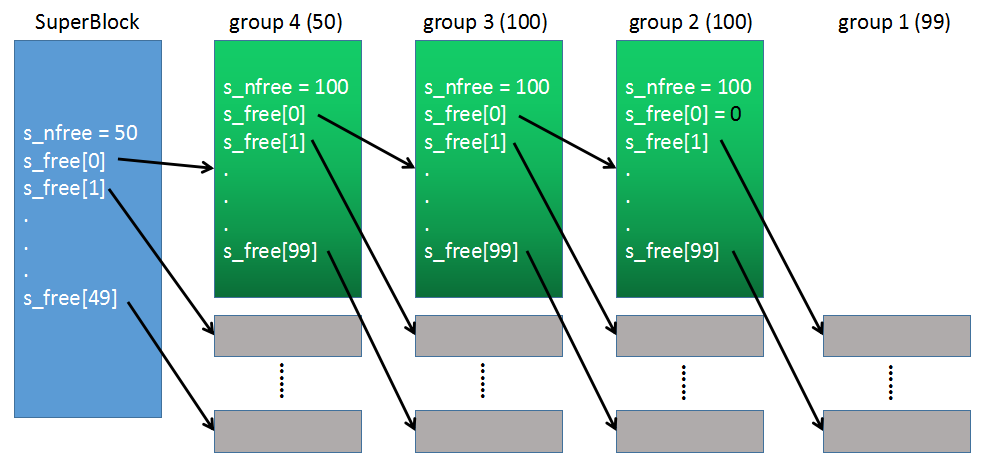 SuperBlock
group 4 (50)
group 3 (100)
group 2 (100)
group 1 (99)
s_nfree = 50
s_free[0]
s_free[1]
.
.
.
s_free[49]
s_nfree = 100
s_free[0]
s_free[1]
.
.
.
s_free[99]
s_nfree = 100
s_free[0]
s_free[1]
.
.
.
s_free[99]
s_nfree = 100
s_free[0] = 0
s_free[1]
.
.
.
s_free[99]